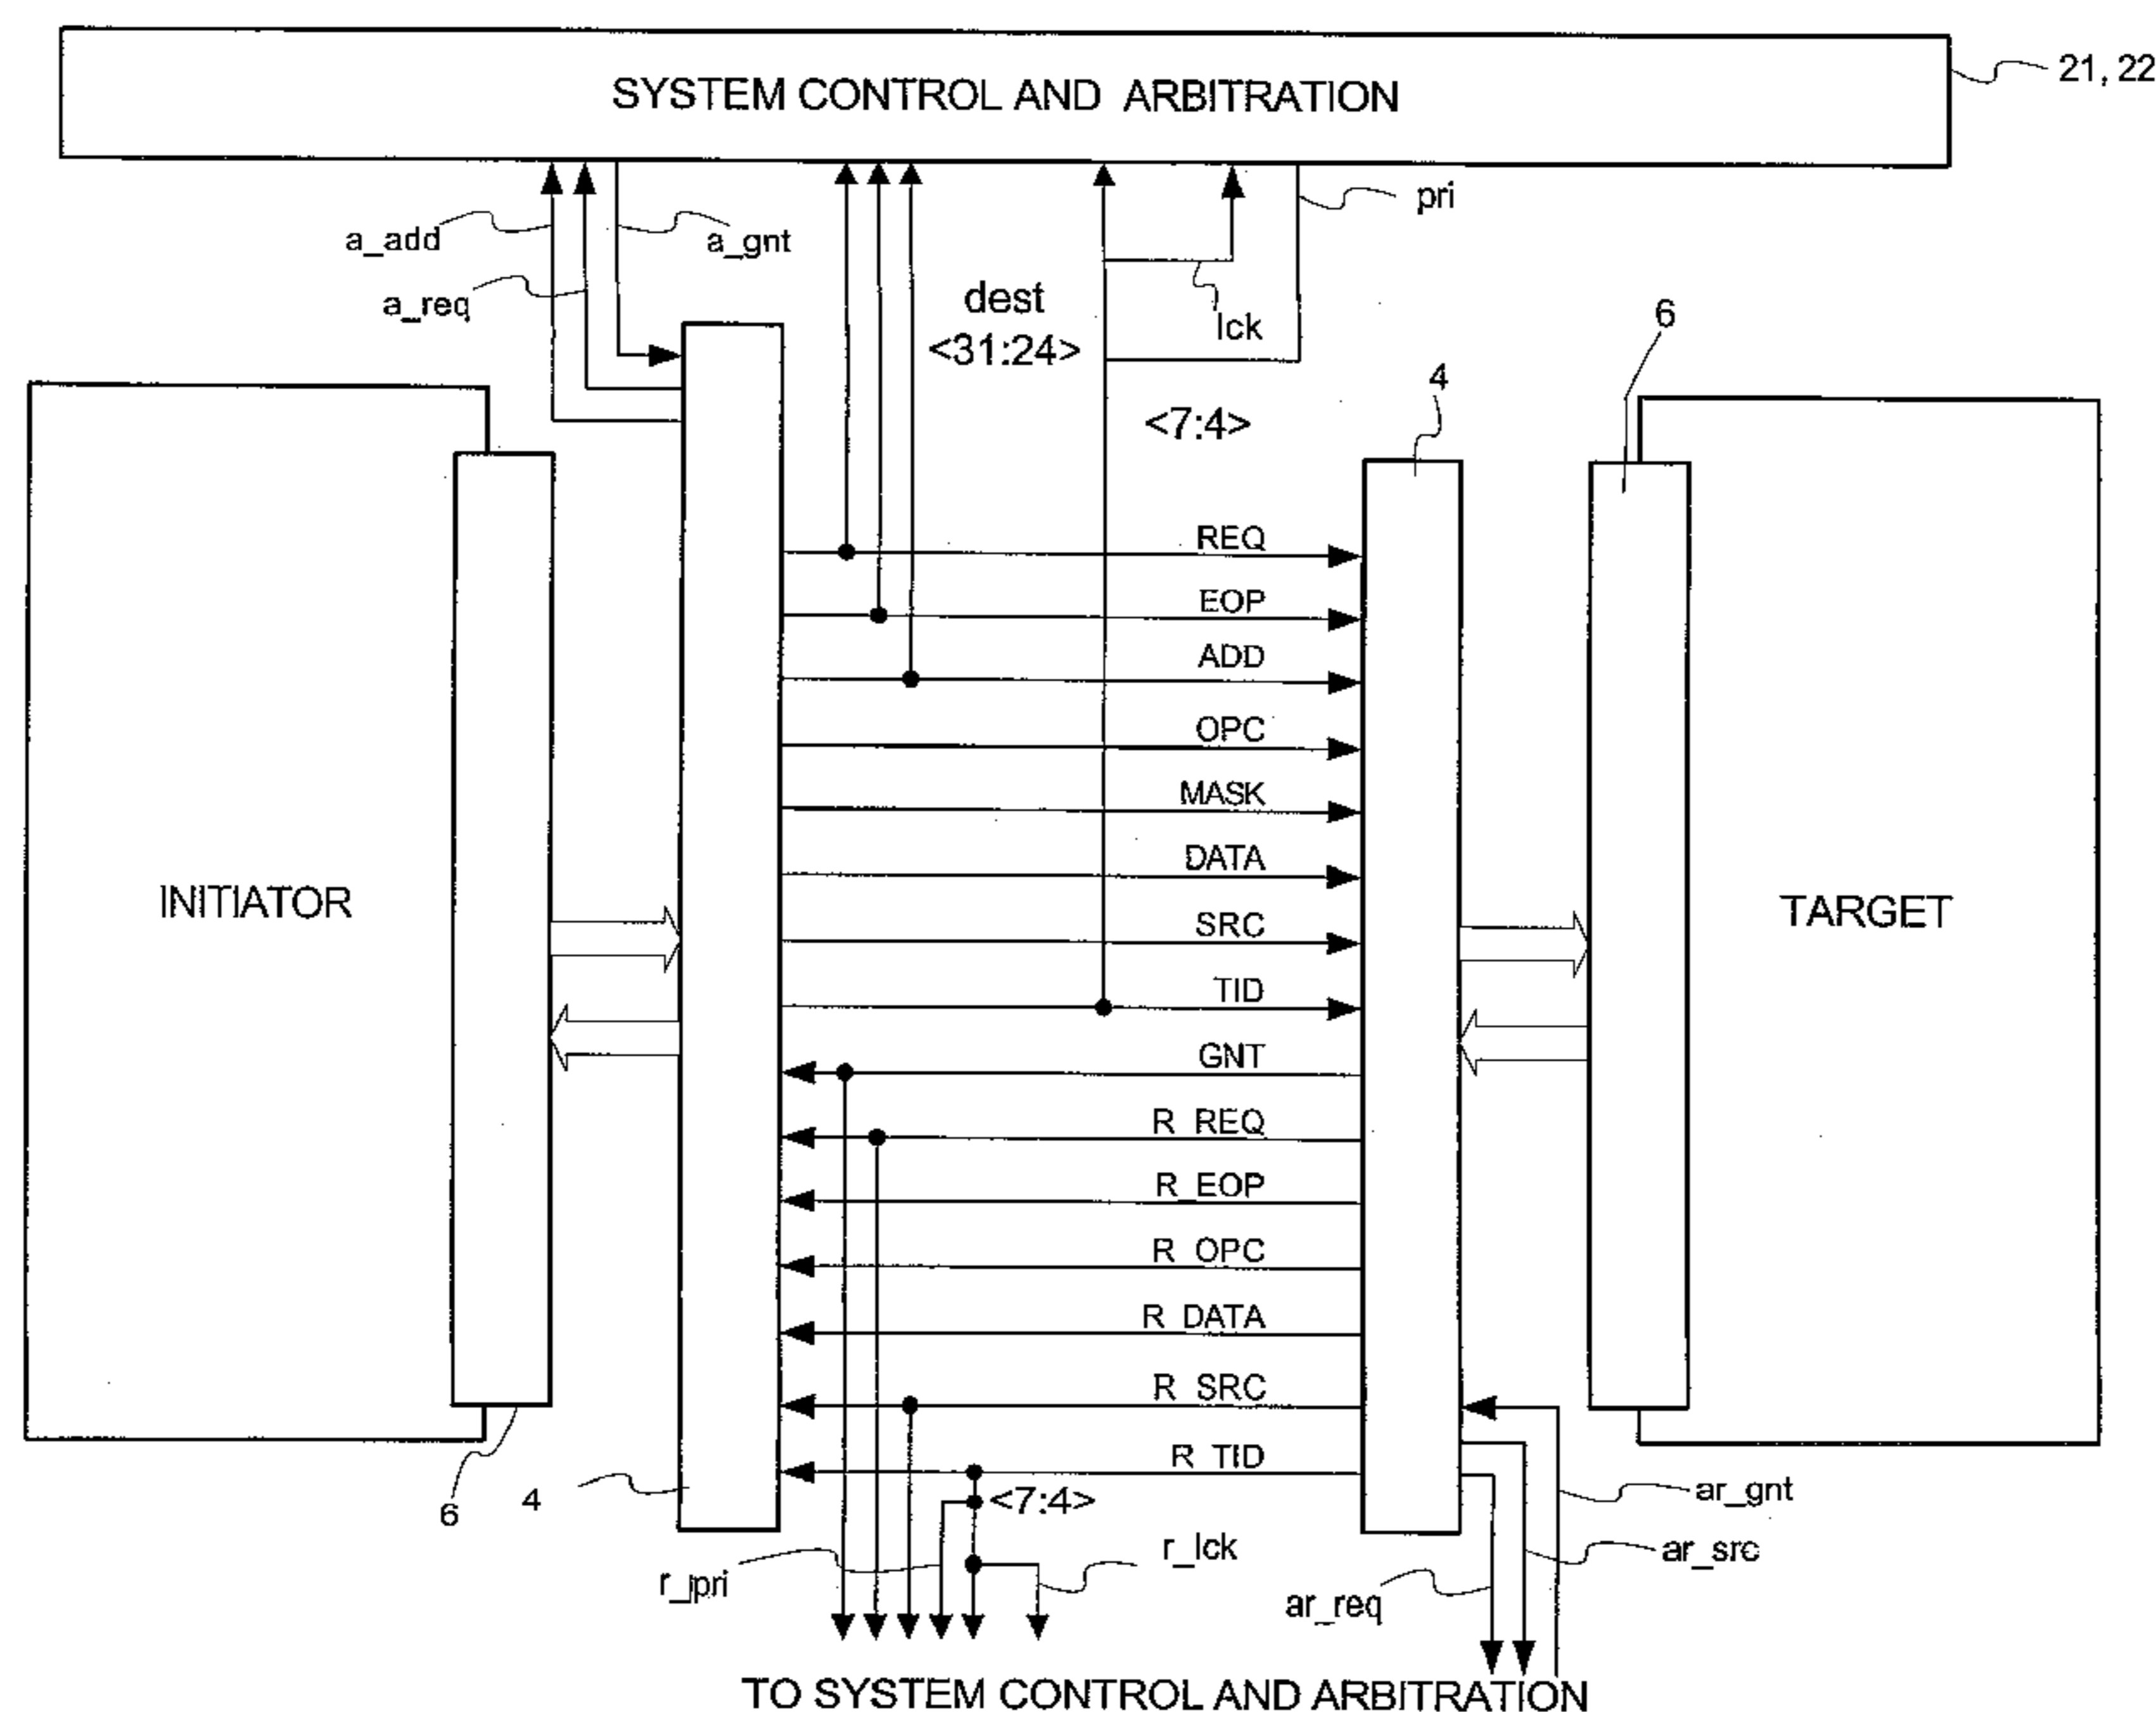 SYSTEM CONTROL AND ARBITRATION
21, 22
pri
a_add
a_gnt
a_req
dest
<31:24>
lck
6
4
<7:4>
REQ
EOP
ADD
OPC
MASK
DATA
SRC
TID
INITIATOR
TARGET
GNT
R_REQ
R_EOP
R_OPC
R_DATA
R_SRC
R_TID
<7:4>
6
4
ar_gnt
r_lck
ar_src
r_pri
ar_req
TO SYSTEM CONTROL AND ARBITRATION